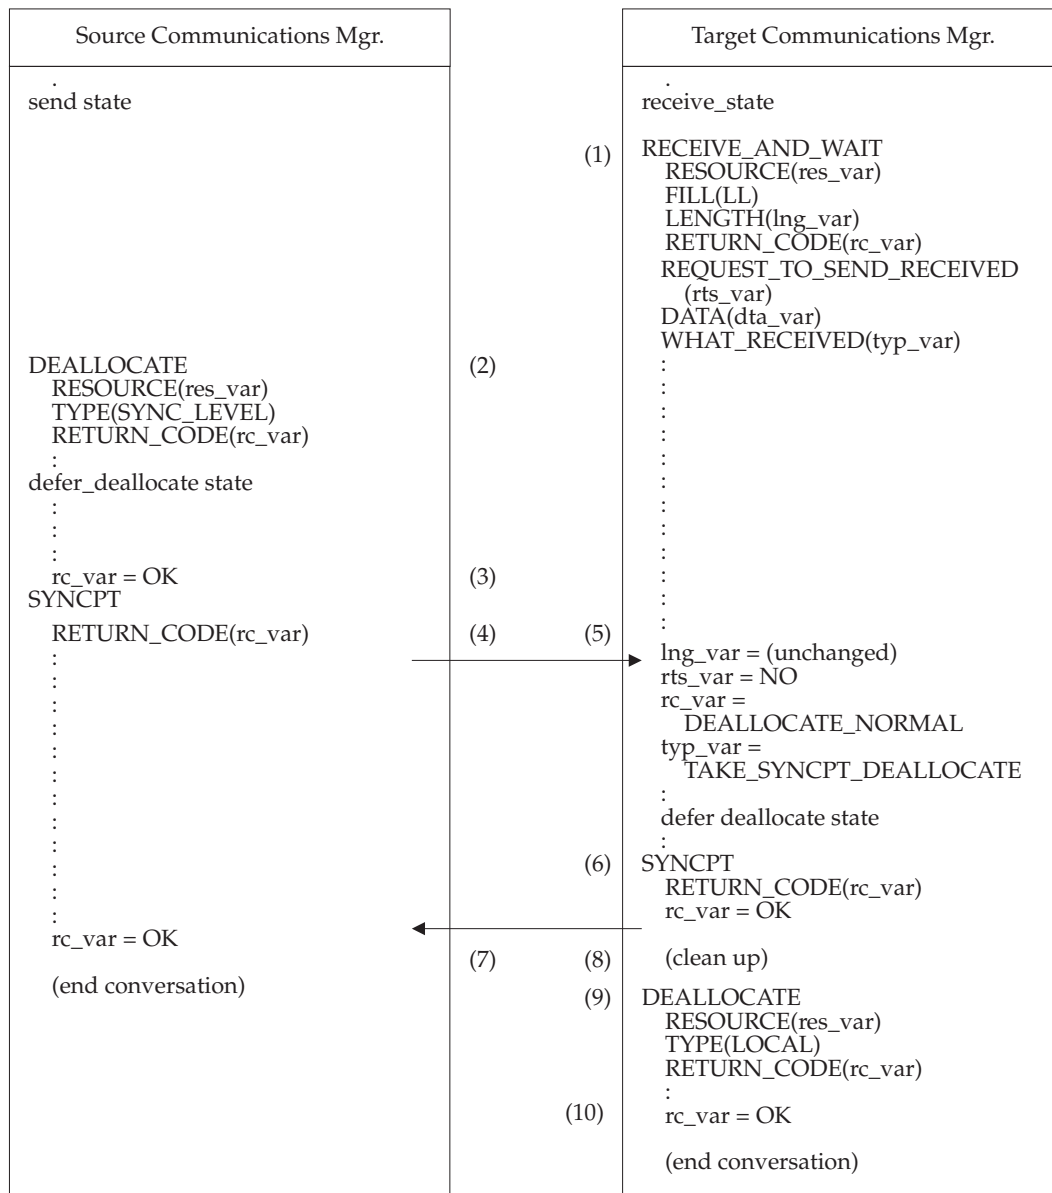 Source Communications Mgr.
Target Communications Mgr.
.
send state
.
receive_state
(1)
RECEIVE_AND_WAIT
RESOURCE(res_var)
FILL(LL)
LENGTH(lng_var)
RETURN_CODE(rc_var)
REQUEST_TO_SEND_RECEIVED
(rts_var)
DATA(dta_var)
WHAT_RECEIVED(typ_var)
DEALLOCATE
(2)
:
RESOURCE(res_var)
:
TYPE(SYNC_LEVEL)
:
RETURN_CODE(rc_var)
:
:
:
defer_deallocate state
:
:
:
:
:
:
:
rc_var = OK
(3)
:
SYNCPT
:
:
RETURN_CODE(rc_var)
(4)
(5)
:
:
:
:
:
:
:
:
:
:
:
:
lng_var = (unchanged)
rts_var = NO
rc_var =
DEALLOCATE_NORMAL
typ_var =
TAKE_SYNCPT_DEALLOCATE
:
defer deallocate state
:
(6)
SYNCPT
RETURN_CODE(rc_var)
rc_var = OK
rc_var = OK
(7)
(8)
(clean up)
(end conversation)
(9)
DEALLOCATE
RESOURCE(res_var)
TYPE(LOCAL)
RETURN_CODE(rc_var)
:
(10)
rc_var = OK
(end conversation)